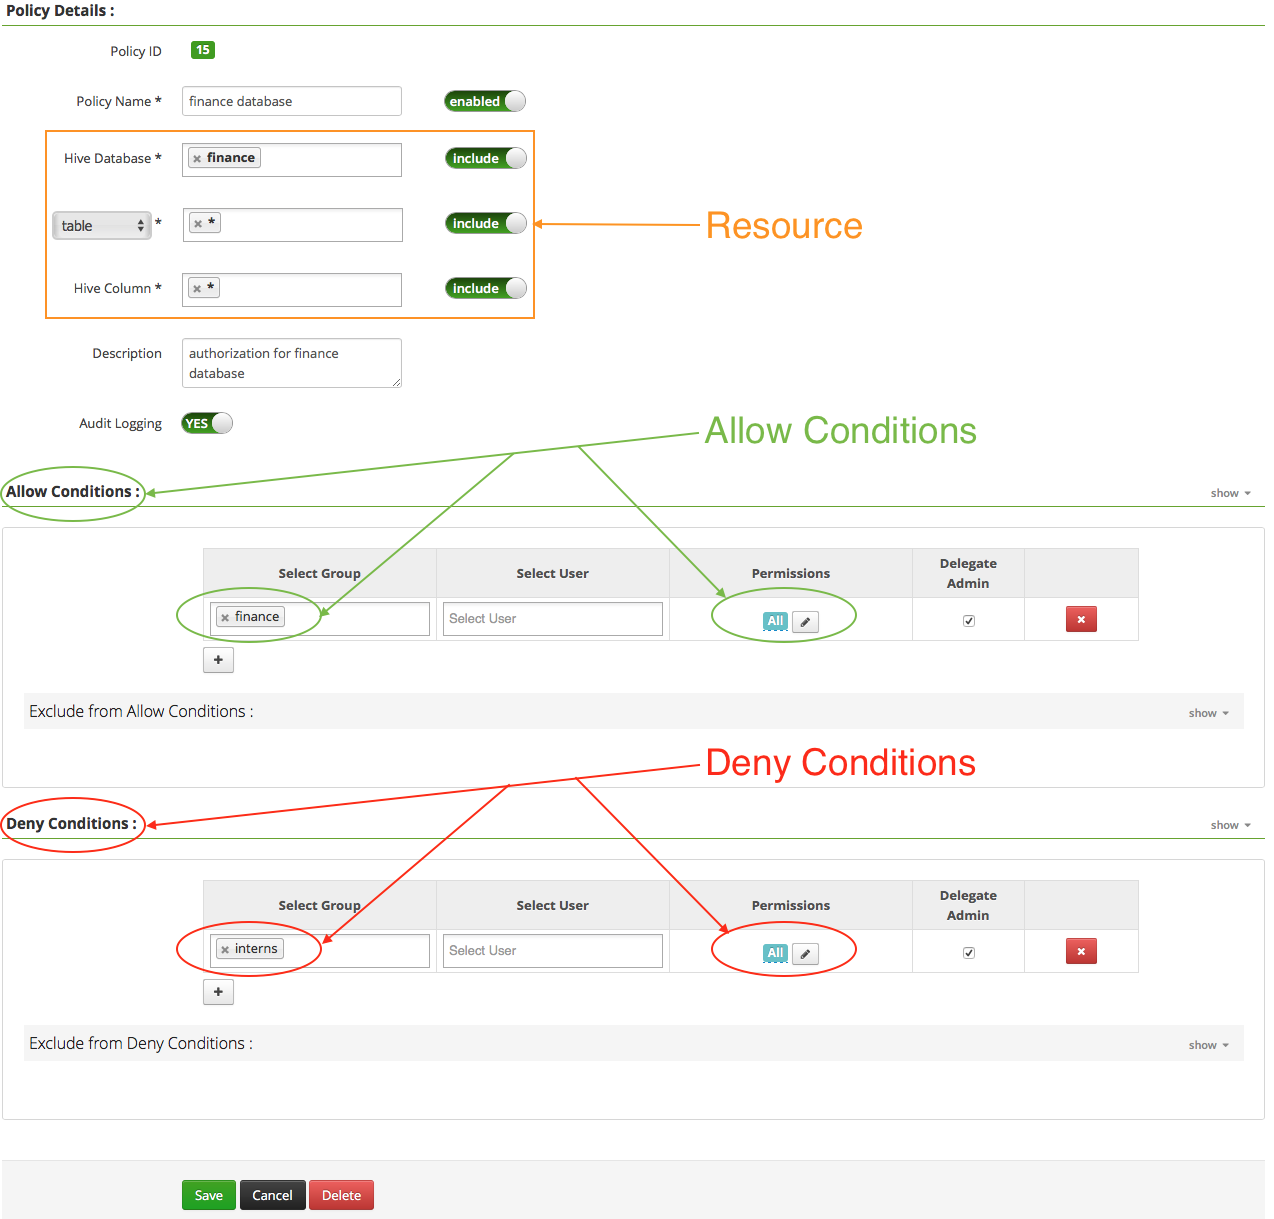 Policy Details :
Policy ID 15
Policy Name * finance database enabled
Hive Database * × finance include
table * × * include
Resource
Hive Column * × * include
Description authorization for finance
database
Audit Logging YES
Allow Conditions
Allow Conditions : show
Select Group Select User Permissions Delegate
Admin
× finance Select User All
+
Exclude from Allow Conditions : show
Deny Conditions
Deny Conditions : show
Select Group Select User Permissions Delegate
Admin
× interns Select User All
+
Exclude from Deny Conditions : show
Save Cancel Delete